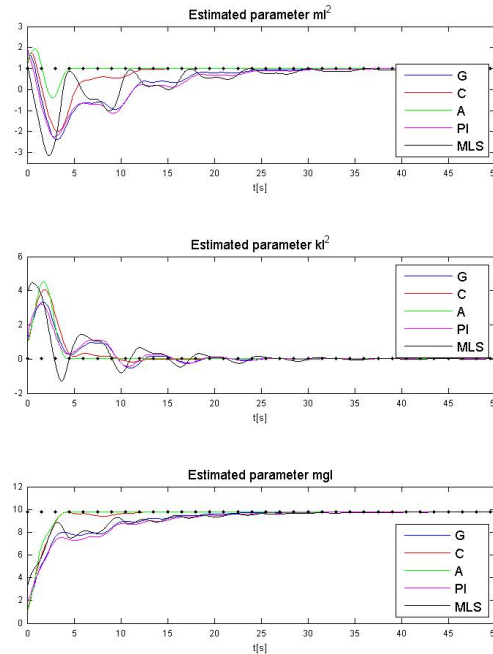 Estimated parameter ml²
4
3
2
1
0
-1
-2
-3
0 5 10 15 20 25 30 35 40 45 50
t[s]
G
C
A
PI
MLS
Estimated parameter kl²
6
4
2
0
-2
0 5 10 15 20 25 30 35 40 45 50
t[s]
G
C
A
PI
MLS
Estimated parameter mgl
12
10
8
6
4
2
0
0 5 10 15 20 25 30 35 40 45 50
t[s]
G
C
A
PI
MLS